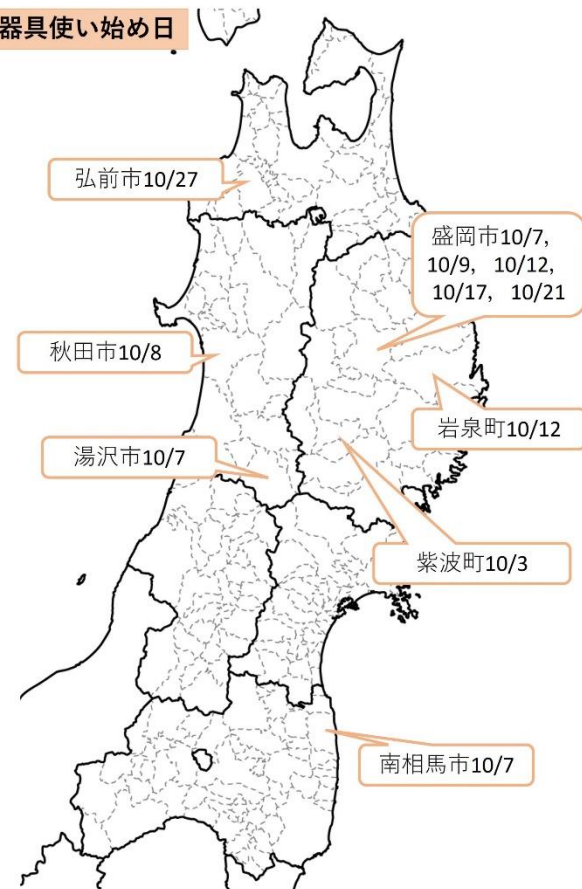 器具使い始め日
弘前市10/27
盛岡市10/7,
10/9, 10/12,
10/17, 10/21
秋田市10/8
岩泉町10/12
湯沢市10/7
紫波町10/3
南相馬市10/7